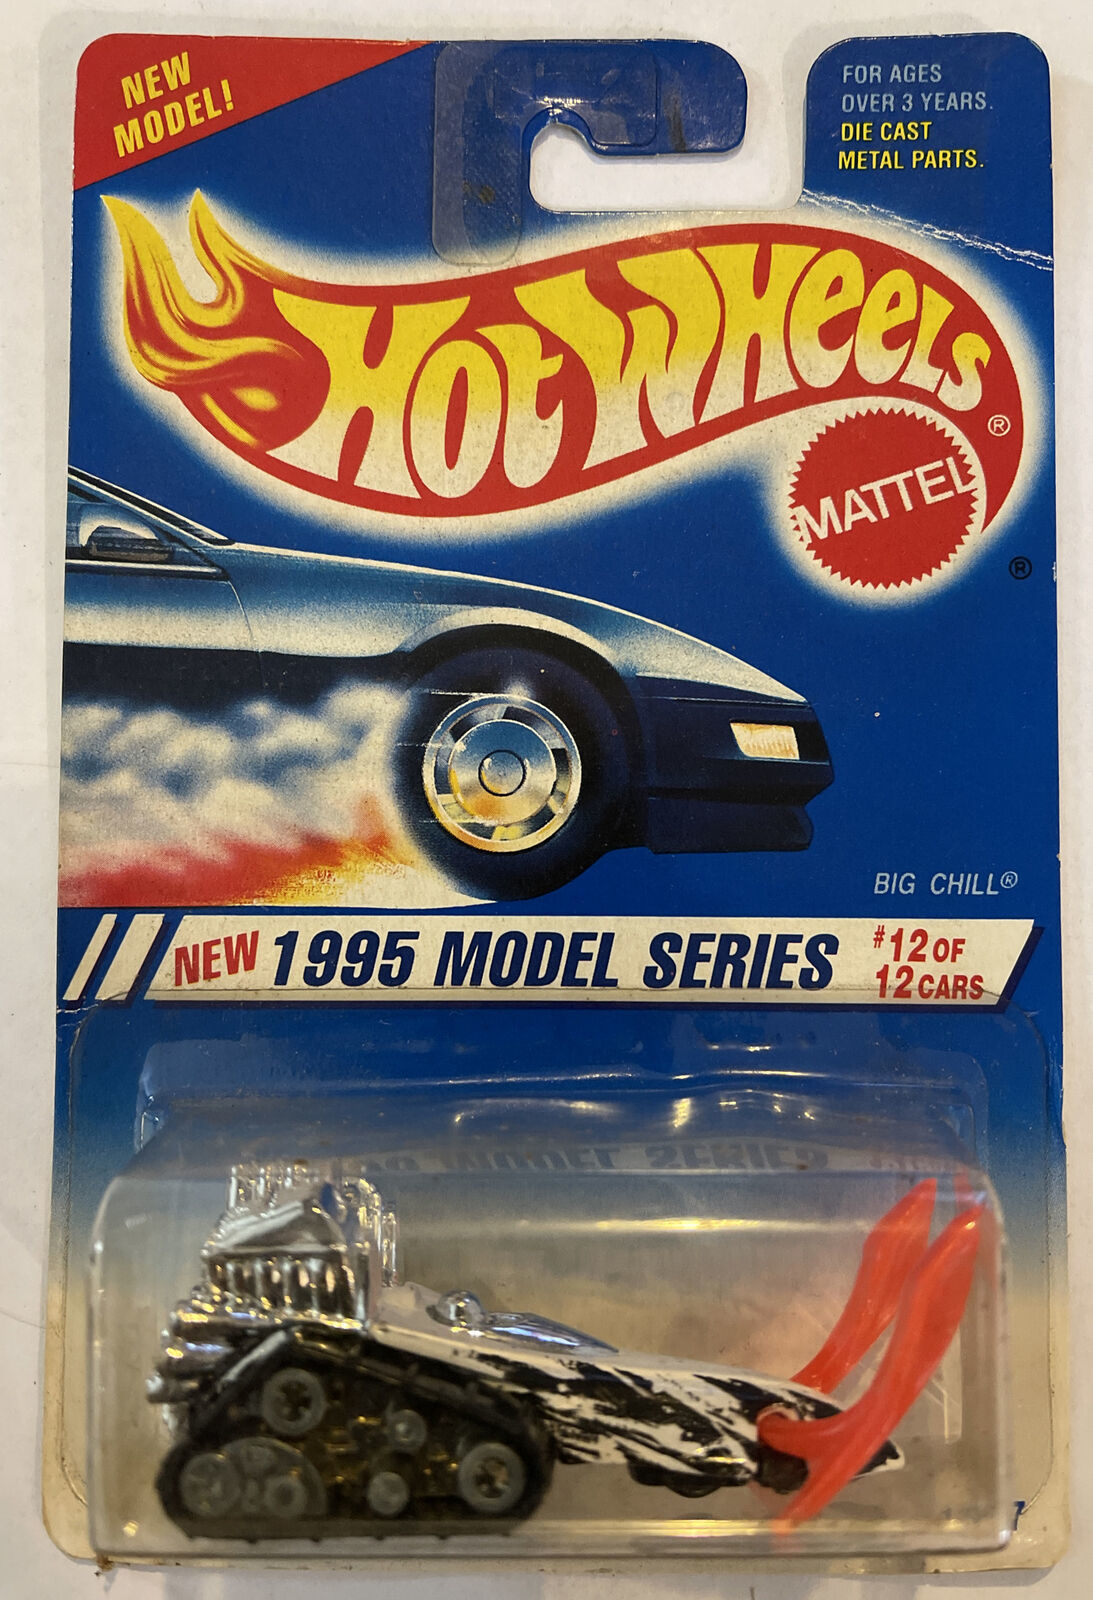 NEW
MODEL!
FOR AGES
OVER 3 YEARS.
DIE CAST
METAL PARTS.
HOT WHEELS®
MATTEL
®
BIG CHILL®
NEW 1995 MODEL SERIES #12 OF
12 CARS